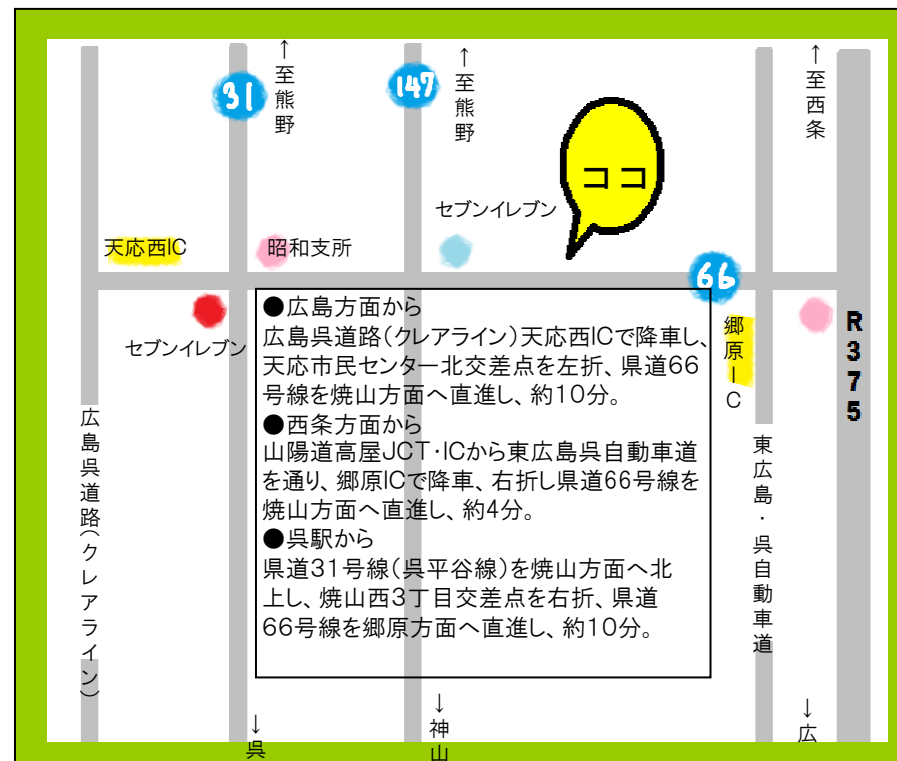 ↑至熊野
↑至熊野
↑至西条
31
147
ココ
セブンイレブン
天応西IC
昭和支所
66
セブンイレブン
郷原IC
R375
●広島方面から
広島呉道路(クレアライン)天応西ICで降車し、
天応市民センター北交差点を左折、県道66
号線を焼山方面へ直進し、約10分。
●西条方面から
山陽道高屋JCT・ICから東広島呉自動車道
を通り、郷原ICで降車、右折し県道66号線を
焼山方面へ直進し、約4分。
●呉駅から
県道31号線(呉平谷線)を焼山方面へ北
上し、焼山西3丁目交差点を右折、県道
66号線を郷原方面へ直進し、約10分。
広島呉道路(クレアライン)
東広島・呉自動車道
↓呉
↓神山
↓広